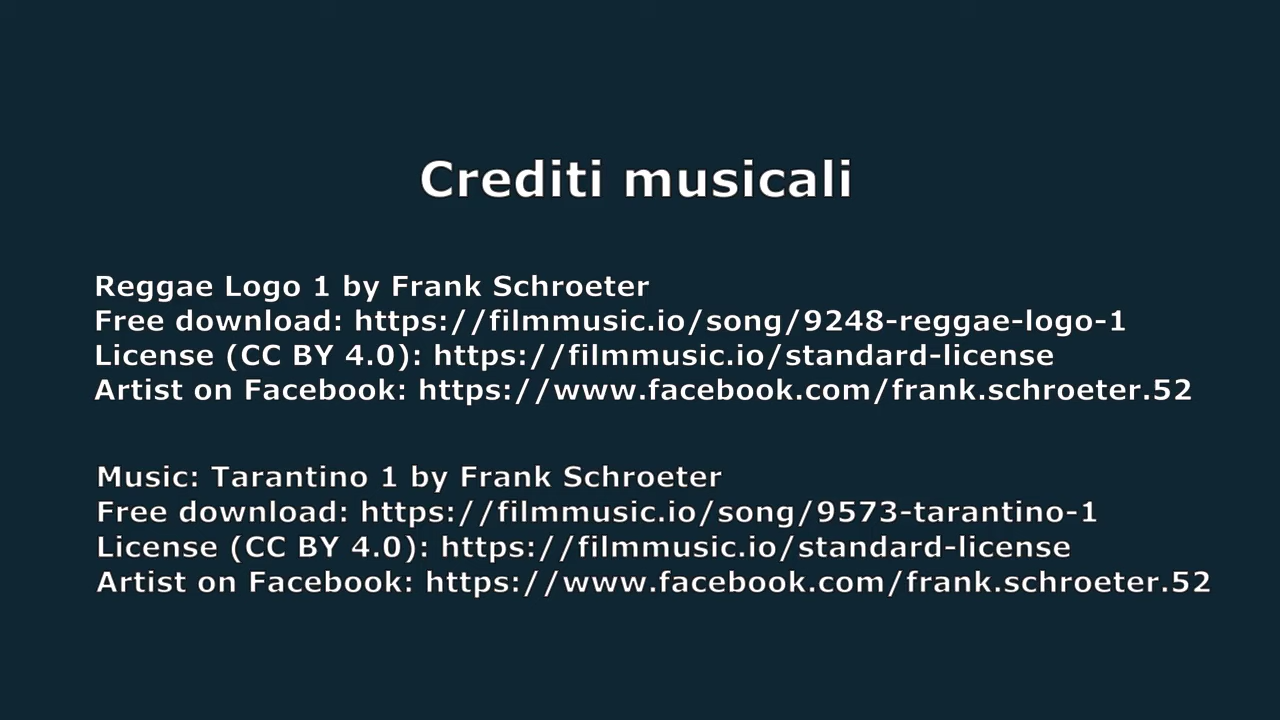 Crediti musicali
Reggae Logo 1 by Frank Schroeter
Free download: https://filmmusic.io/song/9248-reggae-logo-1
License (CC BY 4.0): https://filmmusic.io/standard-license
Artist on Facebook: https://www.facebook.com/frank.schroeter.52
Music: Tarantino 1 by Frank Schroeter
Free download: https://filmmusic.io/song/9573-tarantino-1
License (CC BY 4.0): https://filmmusic.io/standard-license
Artist on Facebook: https://www.facebook.com/frank.schroeter.52